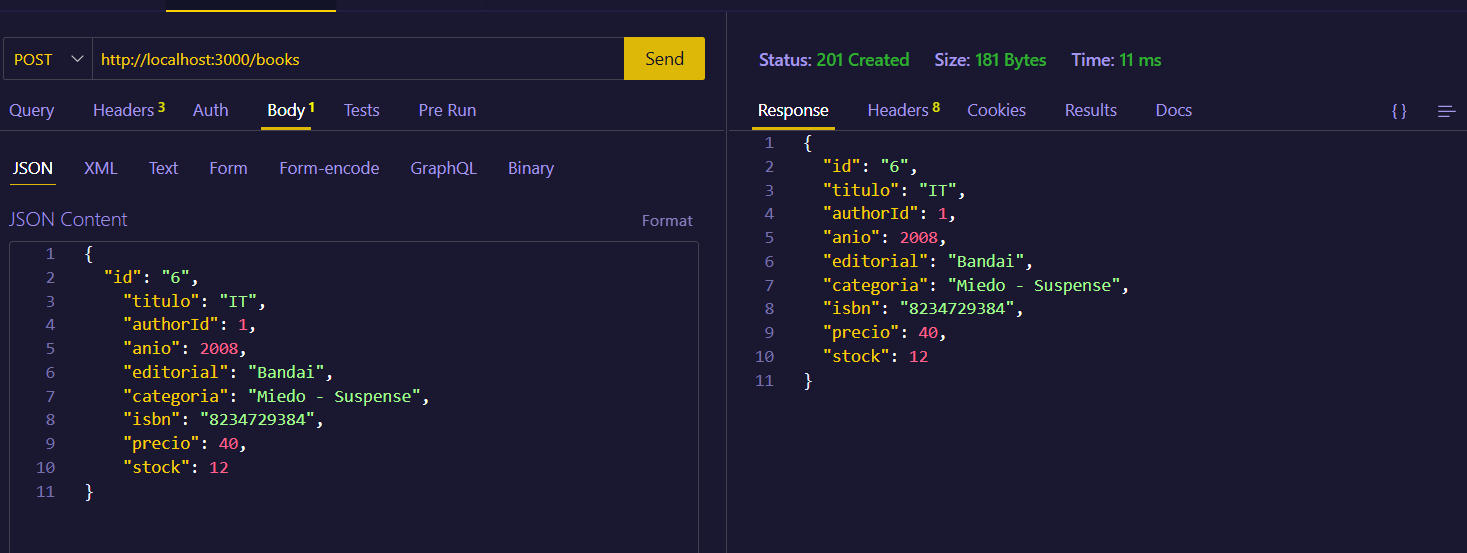 POST http://localhost:3000/books Send
Query Headers 3 Auth Body 1 Tests Pre Run
JSON XML Text Form Form-encode GraphQL Binary
JSON Content Format
1 {
2 "id": "6",
3 "titulo": "IT",
4 "authorId": 1,
5 "anio": 2008,
6 "editorial": "Bandai",
7 "categoria": "Miedo - Suspense",
8 "isbn": "8234729384",
9 "precio": 40,
10 "stock": 12
11 }
Status: 201 Created Size: 181 Bytes Time: 11 ms
Response Headers 8 Cookies Results Docs { }
1 {
2 "id": "6",
3 "titulo": "IT",
4 "authorId": 1,
5 "anio": 2008,
6 "editorial": "Bandai",
7 "categoria": "Miedo - Suspense",
8 "isbn": "8234729384",
9 "precio": 40,
10 "stock": 12
11 }